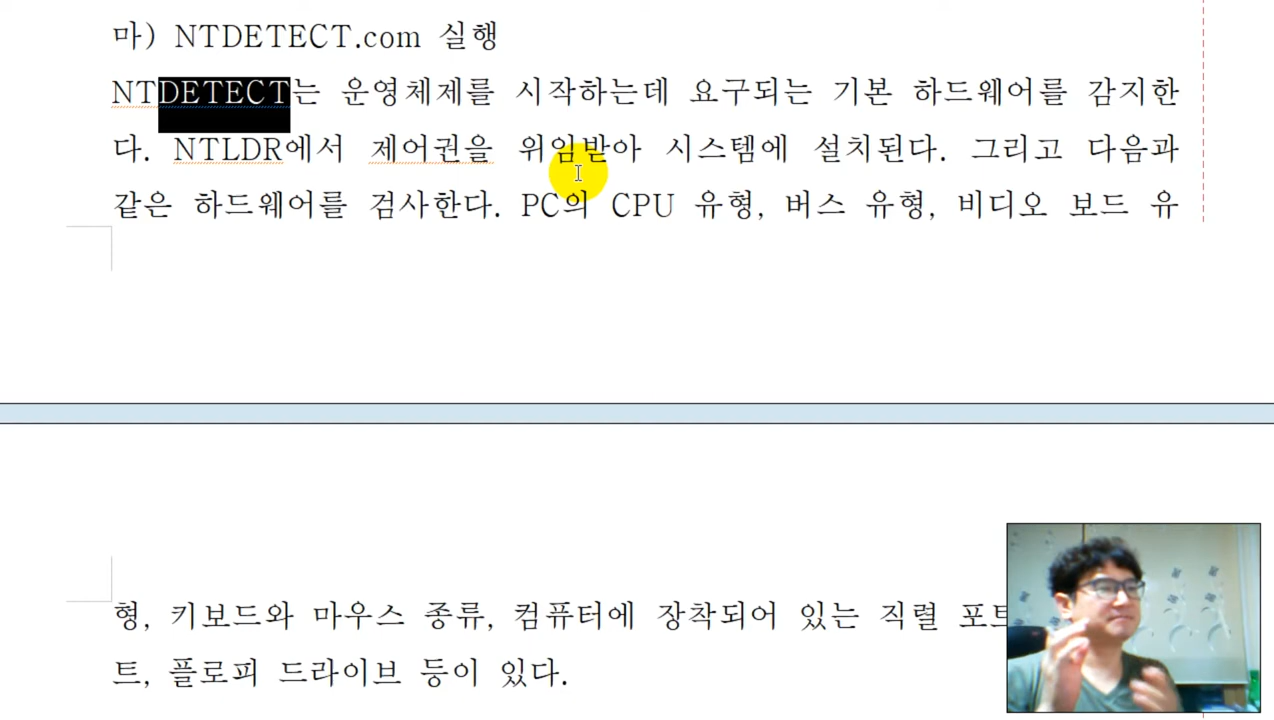 마) NTDETECT.com 실행
NTDETECT는 운영체제를 시작하는데 요구되는 기본 하드웨어를 감지한
다. NTLDR에서 제어권을 위임받아 시스템에 설치된다. 그리고 다음과
같은 하드웨어를 검사한다. PC의 CPU 유형, 버스 유형, 비디오 보드 유
형, 키보드와 마우스 종류, 컴퓨터에 장착되어 있는 직렬
트, 플로피 드라이브 등이 있다.